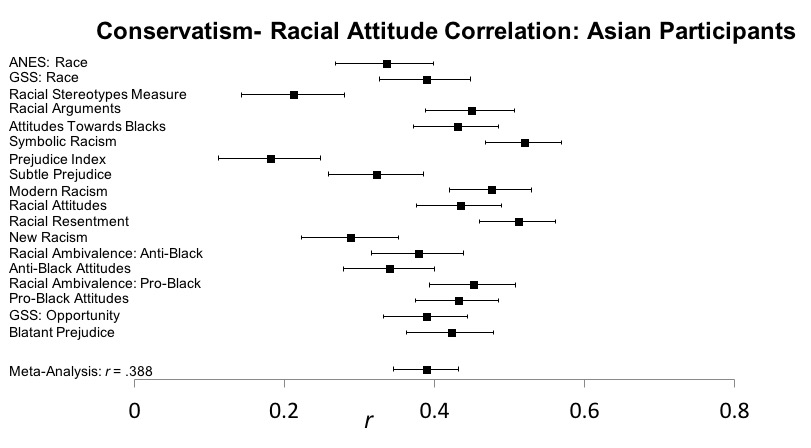 Conservatism- Racial Attitude Correlation: Asian Participants
ANES: Race
GSS: Race
Racial Stereotypes Measure
Racial Arguments
Attitudes Towards Blacks
Symbolic Racism
Prejudice Index
Subtle Prejudice
Modern Racism
Racial Attitudes
Racial Resentment
New Racism
Racial Ambivalence: Anti-Black
Anti-Black Attitudes
Racial Ambivalence: Pro-Black
Pro-Black Attitudes
GSS: Opportunity
Blatant Prejudice
Meta-Analysis: r = .388
0 0.2 0.4 0.6 0.8
r